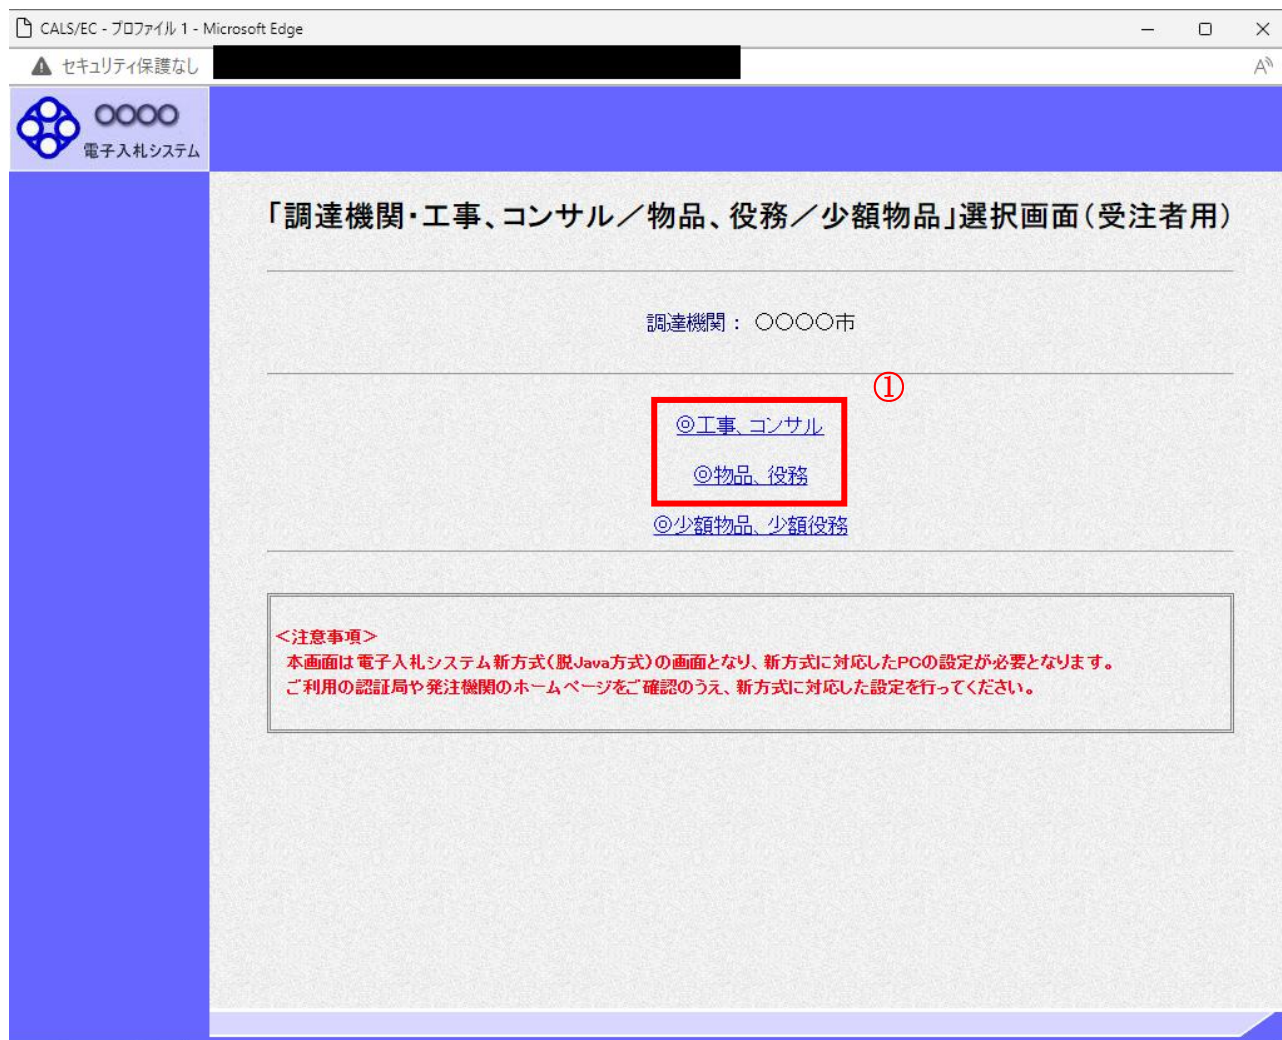 CALS/EC - プロファイル 1 - Microsoft Edge
セキュリティ保護なし
〇〇〇〇
電子入札システム
「調達機関・工事、コンサル／物品、役務／少額物品」選択画面（受注者用）
調達機関： 〇〇〇〇市
①
◎工事、コンサル
◎物品、役務
◎少額物品、少額役務
＜注意事項＞
本画面は電子入札システム新方式（脱Java方式）の画面となり、新方式に対応したPCの設定が必要となります。
ご利用の認証局や発注機関のホームページをご確認のうえ、新方式に対応した設定を行ってください。